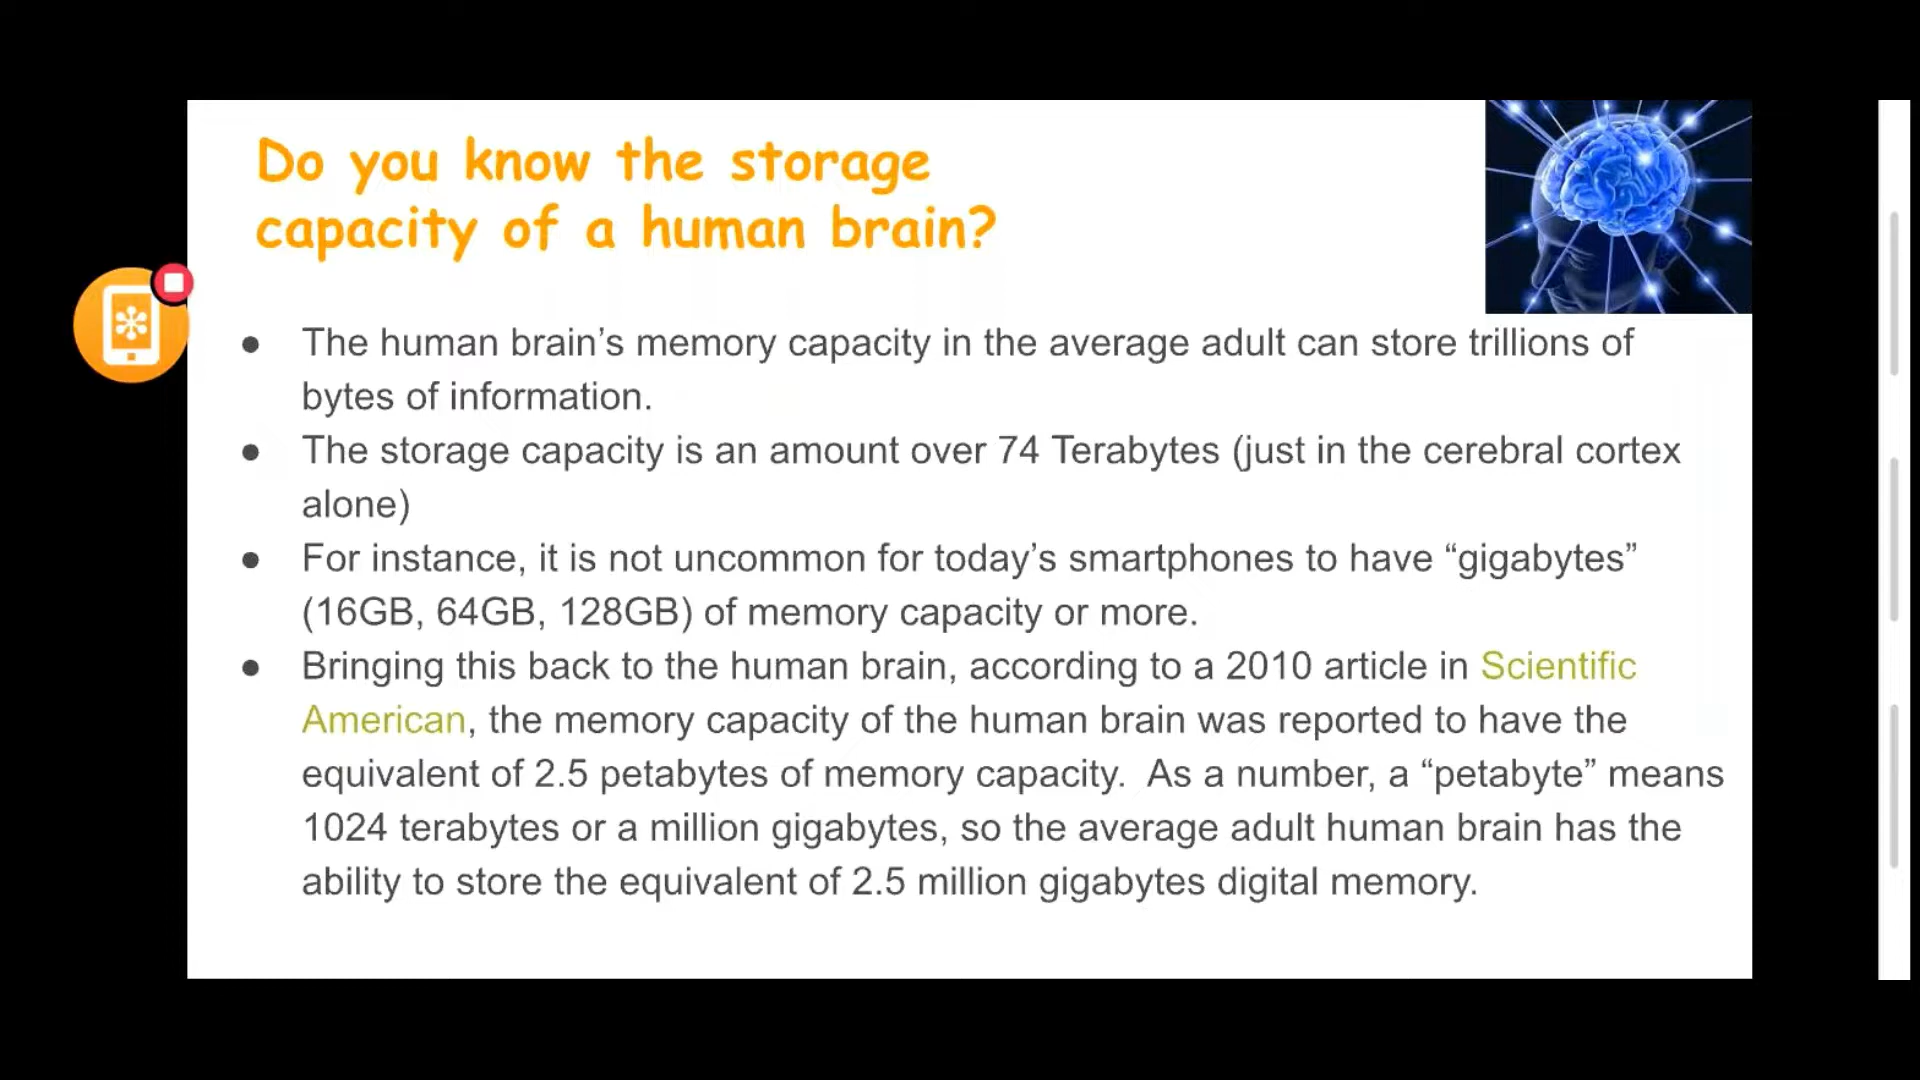 Do you know the storage
capacity of a human brain?
● The human brain’s memory capacity in the average adult can store trillions of
bytes of information.
● The storage capacity is an amount over 74 Terabytes (just in the cerebral cortex
alone)
● For instance, it is not uncommon for today’s smartphones to have “gigabytes”
(16GB, 64GB, 128GB) of memory capacity or more.
● Bringing this back to the human brain, according to a 2010 article in Scientific
American, the memory capacity of the human brain was reported to have the
equivalent of 2.5 petabytes of memory capacity.  As a number, a “petabyte” means
1024 terabytes or a million gigabytes, so the average adult human brain has the
ability to store the equivalent of 2.5 million gigabytes digital memory.